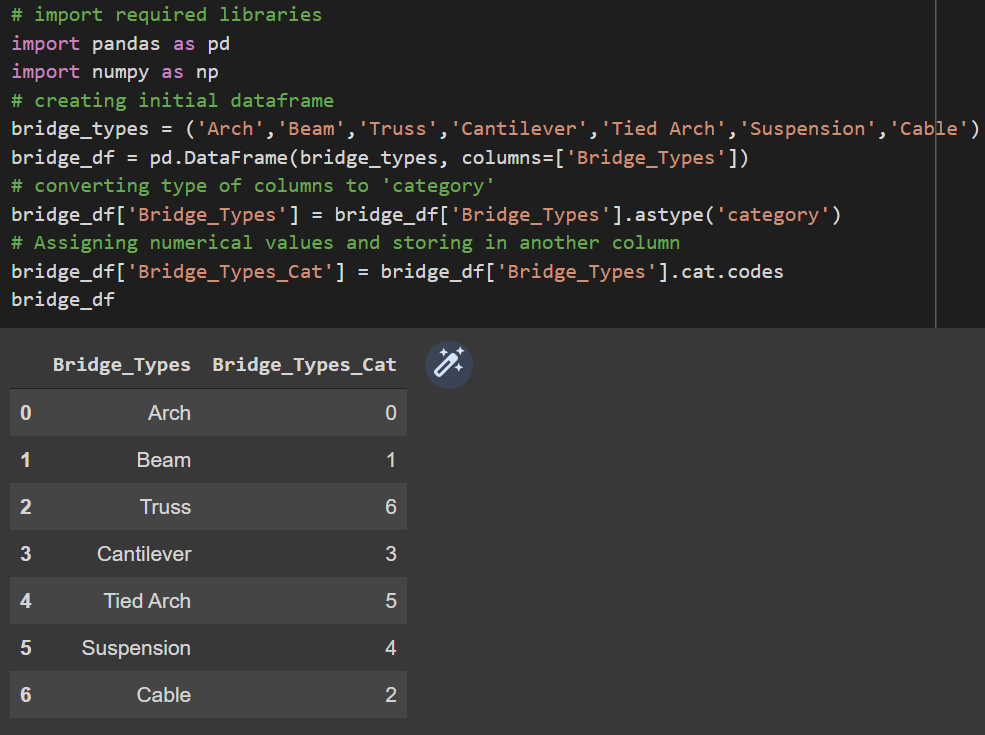 # import required libraries
import pandas as pd
import numpy as np
# creating initial dataframe
bridge_types = ('Arch','Beam','Truss','Cantilever','Tied Arch','Suspension','Cable')
bridge_df = pd.DataFrame(bridge_types, columns=['Bridge_Types'])
# converting type of columns to 'category'
bridge_df['Bridge_Types'] = bridge_df['Bridge_Types'].astype('category')
# Assigning numerical values and storing in another column
bridge_df['Bridge_Types_Cat'] = bridge_df['Bridge_Types'].cat.codes
bridge_df
Bridge_Types Bridge_Types_Cat
0 Arch 0
1 Beam 1
2 Truss 6
3 Cantilever 3
4 Tied Arch 5
5 Suspension 4
6 Cable 2